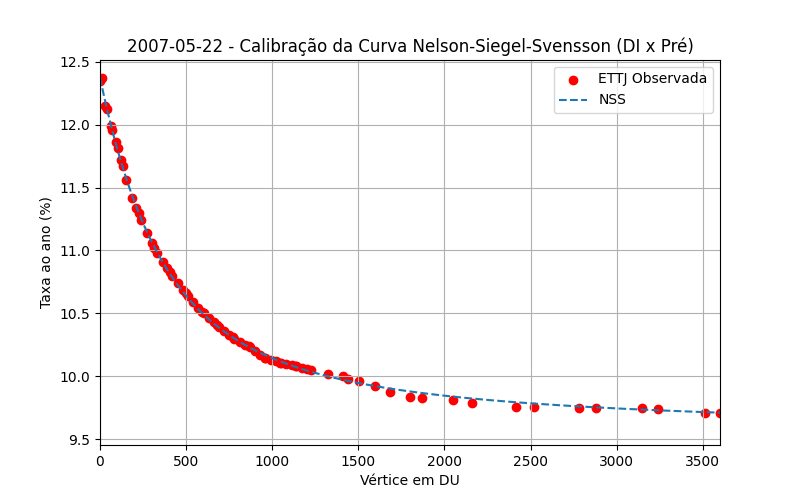 2007-05-22 - Calibração da Curva Nelson-Siegel-Svensson (DI x Pré)
ETTJ Observada
NSS
Taxa ao ano (%)
12.5
12.0
11.5
11.0
10.5
10.0
9.5
0 500 1000 1500 2000 2500 3000 3500
Vértice em DU